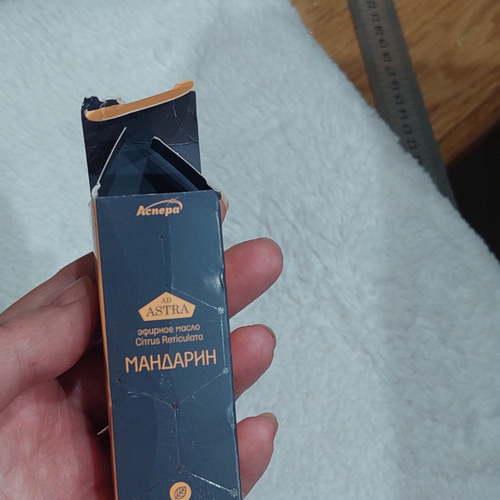 Аспера
AD
ASTRA
эфирное масло
Citrus Reticulata
МАНДАРИН